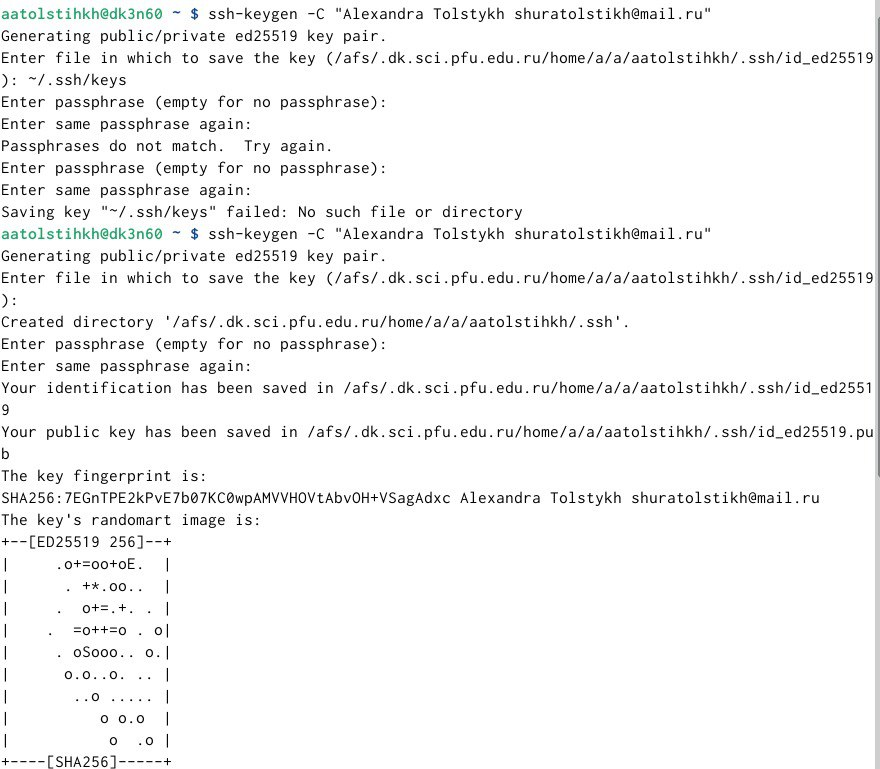 aatolstihkh@dk3n60 ~ $ ssh-keygen -C "Alexandra Tolstykh shuratolstikh@mail.ru"
Generating public/private ed25519 key pair.
Enter file in which to save the key (/afs/.dk.sci.pfu.edu.ru/home/a/a/aatolstihkh/.ssh/id_ed25519
): ~/.ssh/keys
Enter passphrase (empty for no passphrase):
Enter same passphrase again:
Passphrases do not match.  Try again.
Enter passphrase (empty for no passphrase):
Enter same passphrase again:
Saving key "~/.ssh/keys" failed: No such file or directory
aatolstihkh@dk3n60 ~ $ ssh-keygen -C "Alexandra Tolstykh shuratolstikh@mail.ru"
Generating public/private ed25519 key pair.
Enter file in which to save the key (/afs/.dk.sci.pfu.edu.ru/home/a/a/aatolstihkh/.ssh/id_ed25519
):
Created directory '/afs/.dk.sci.pfu.edu.ru/home/a/a/aatolstihkh/.ssh'.
Enter passphrase (empty for no passphrase):
Enter same passphrase again:
Your identification has been saved in /afs/.dk.sci.pfu.edu.ru/home/a/a/aatolstihkh/.ssh/id_ed2551
9
Your public key has been saved in /afs/.dk.sci.pfu.edu.ru/home/a/a/aatolstihkh/.ssh/id_ed25519.pu
b
The key fingerprint is:
SHA256:7EGnTPE2kPvE7b07KC0wpAMVVHOVtAbvOH+VSagAdxc Alexandra Tolstykh shuratolstikh@mail.ru
The key's randomart image is:
+--[ED25519 256]--+
|     .o+=oo+oE.  |
|      . +*.oo..  |
|     .  o+=.+. . |
|    .  =o++=o . o|
|     . oSooo.. o.|
|      o.o..o. .. |
|       ..o ..... |
|          o o.o  |
|           o  .o |
+----[SHA256]-----+